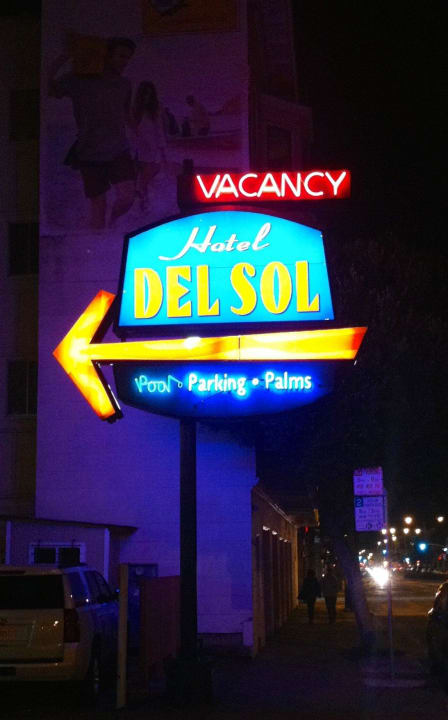 VACANCY
Hotel
DEL SOL
Pool • Parking • Palms